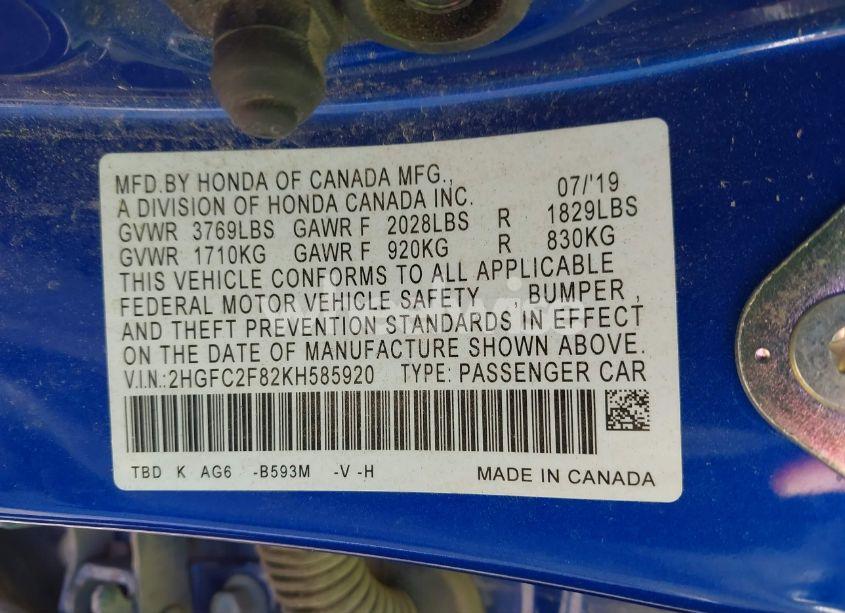 MFD.BY HONDA OF CANADA MFG., 07/'19
A DIVISION OF HONDA CANADA INC.
GVWR 3769LBS GAWR F 2028LBS R 1829LBS
GVWR 1710KG GAWR F 920KG R 830KG
THIS VEHICLE CONFORMS TO ALL APPLICABLE
FEDERAL MOTOR VEHICLE SAFETY , BUMPER ,
AND THEFT PREVENTION STANDARDS IN EFFECT
ON THE DATE OF MANUFACTURE SHOWN ABOVE.
V.I.N.:2HGFC2F82KH585920 TYPE: PASSENGER CAR
TBD K AG6 -B593M -V -H MADE IN CANADA